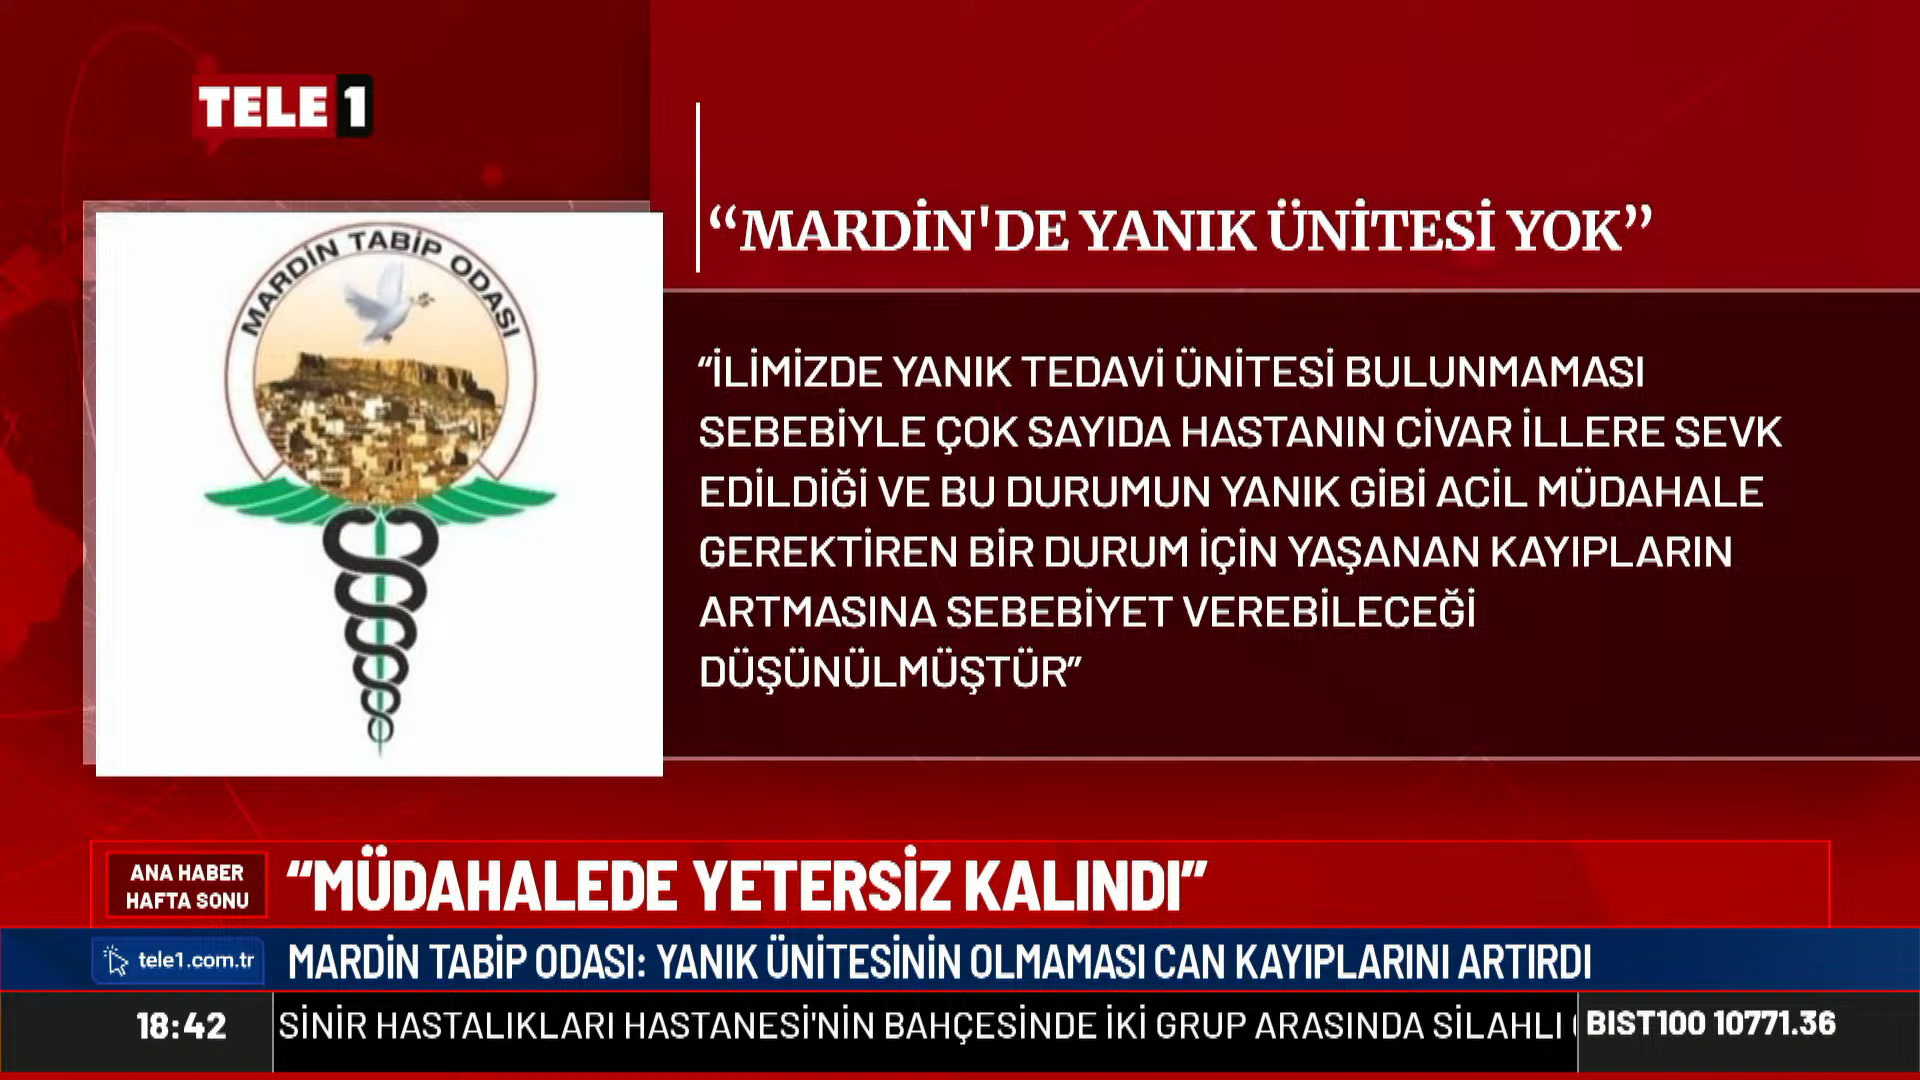 TELE 1
MARDİN TABİP ODASI
“MARDİN'DE YANIK ÜNİTESİ YOK”
“İLİMİZDE YANIK TEDAVİ ÜNİTESİ BULUNMAMASI
SEBEBİYLE ÇOK SAYIDA HASTANIN CİVAR İLLERE SEVK
EDİLDİĞİ VE BU DURUMUN YANIK GİBİ ACİL MÜDAHALE
GEREKTİREN BİR DURUM İÇİN YAŞANAN KAYIPLARIN
ARTMASINA SEBEBİYET VEREBİLECEĞİ
DÜŞÜNÜLMÜŞTÜR”
ANA HABER
HAFTA SONU
“MÜDAHALEDE YETERSİZ KALINDI”
tele1.com.tr
MARDİN TABİP ODASI: YANIK ÜNİTESİNİN OLMAMASI CAN KAYIPLARINI ARTIRDI
18:42
SİNİR HASTALIKLARI HASTANESİ'NİN BAHÇESİNDE İKİ GRUP ARASINDA SİLAHLI
BIST100 10771.36